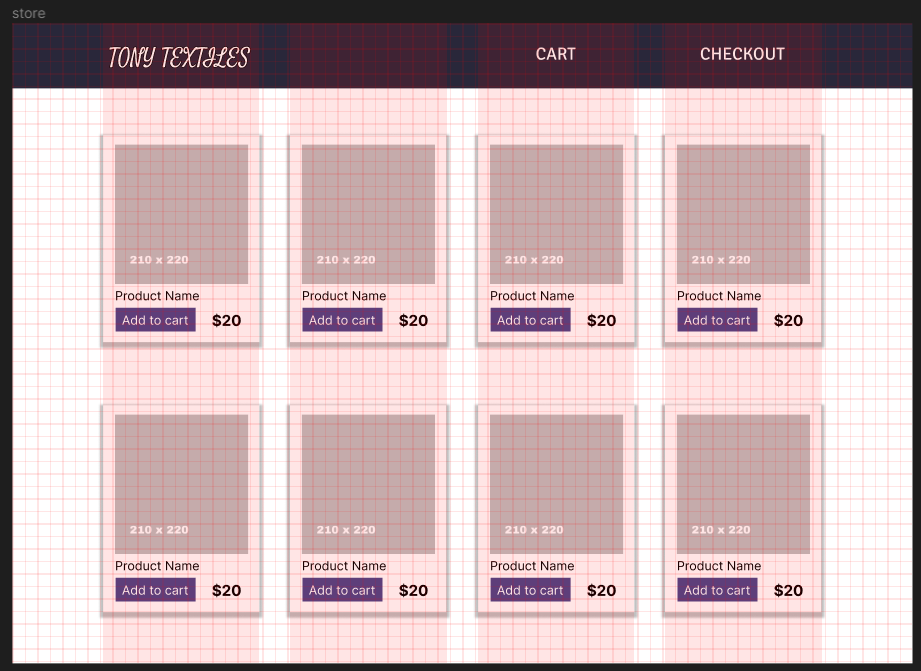 store
TONY TEXTILES CART CHECKOUT
210 x 220 210 x 220 210 x 220 210 x 220
Product Name Product Name Product Name Product Name
Add to cart $20 Add to cart $20 Add to cart $20 Add to cart $20
210 x 220 210 x 220 210 x 220 210 x 220
Product Name Product Name Product Name Product Name
Add to cart $20 Add to cart $20 Add to cart $20 Add to cart $20